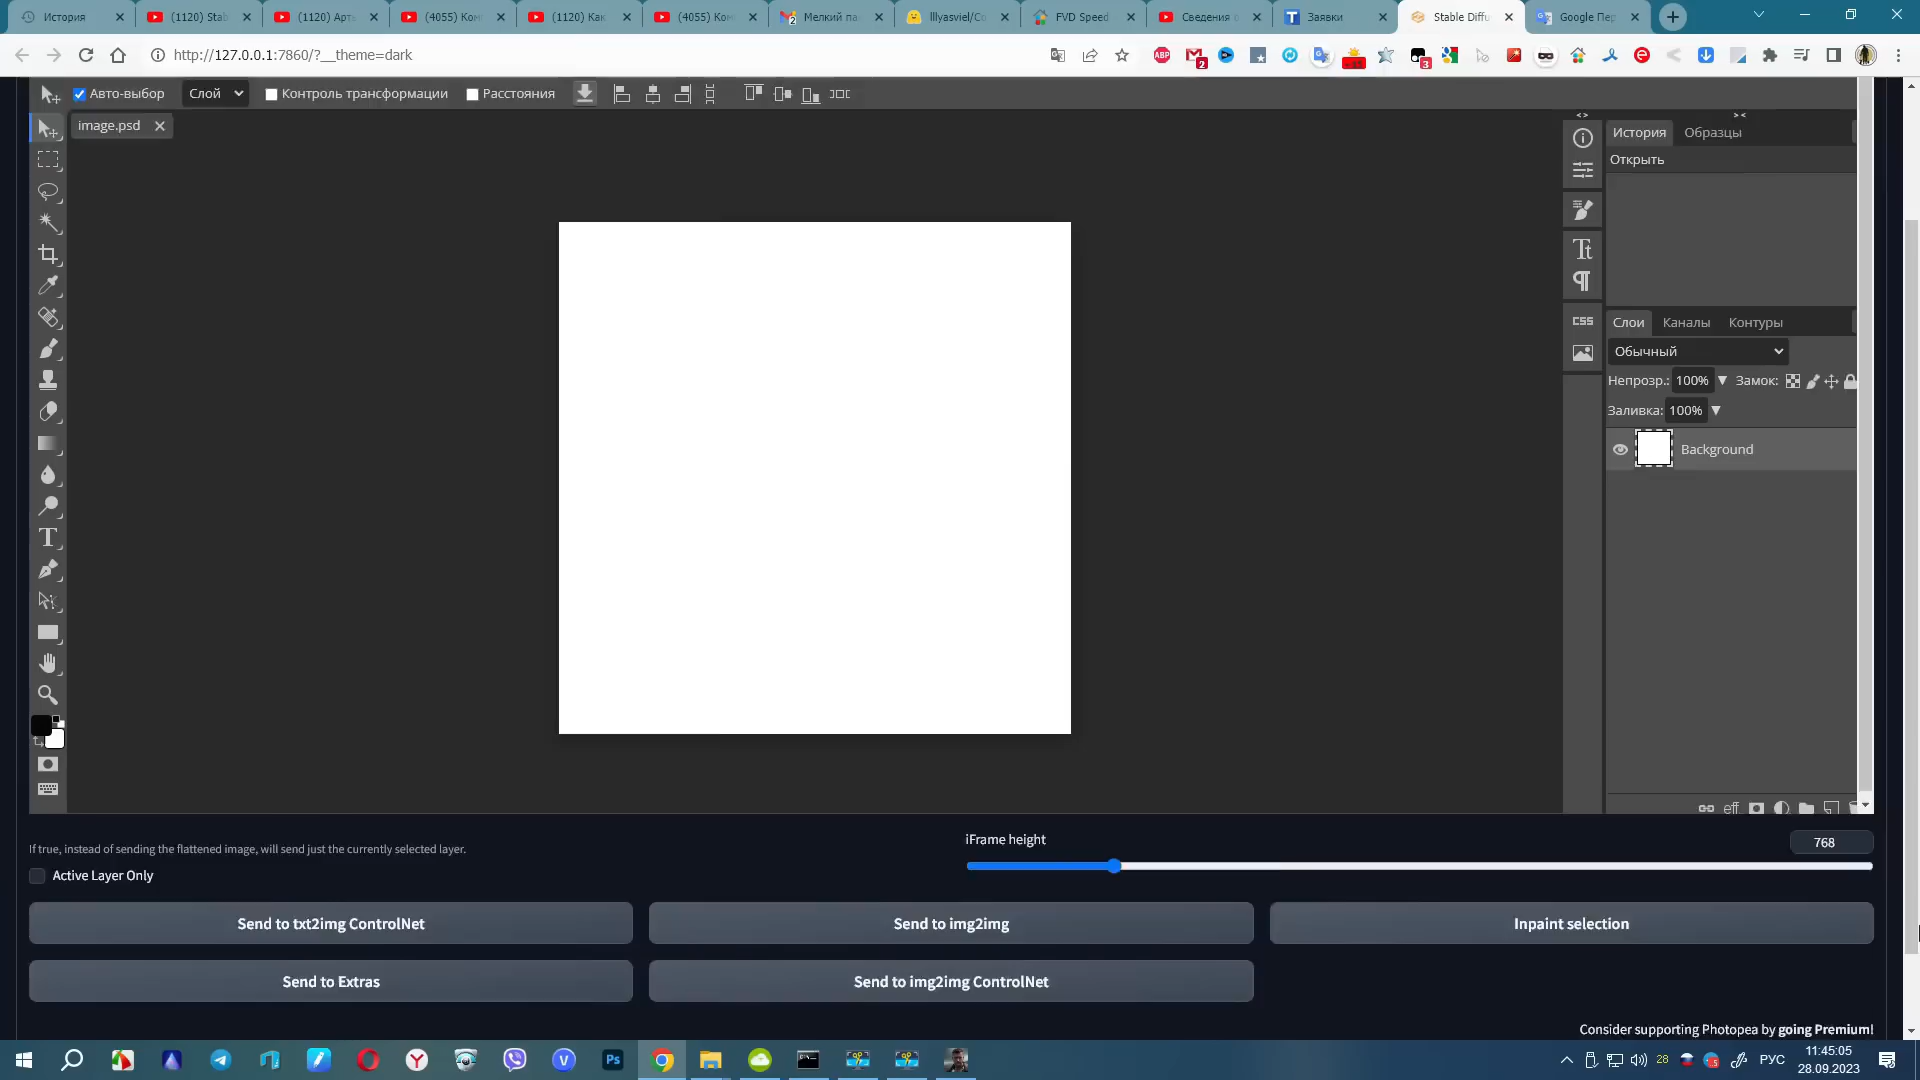 История
(1120) Stab
(1120) Арть
(4055) Ком
(1120) Как
(4055) Ком
Мелкий па
lllyasviel/Co
FVD Speed
Сведения о
Заявки
Stable Diffu
Google Пер
http://127.0.0.1:7860/?__theme=dark
Авто-выбор
Слой
Контроль трансформации
Расстояния
image.psd
История
Образцы
Открыть
CSS
Слои
Каналы
Контуры
Обычный
Непрозр.: 100%
Замок:
Заливка: 100%
Background
eff
If true, instead of sending the flattened image, will send just the currently selected layer.
Active Layer Only
iFrame height
768
Send to txt2img ControlNet
Send to img2img
Inpaint selection
Send to Extras
Send to img2img ControlNet
Consider supporting Photopea by going Premium!
28
РУС
11:45:05
28.09.2023